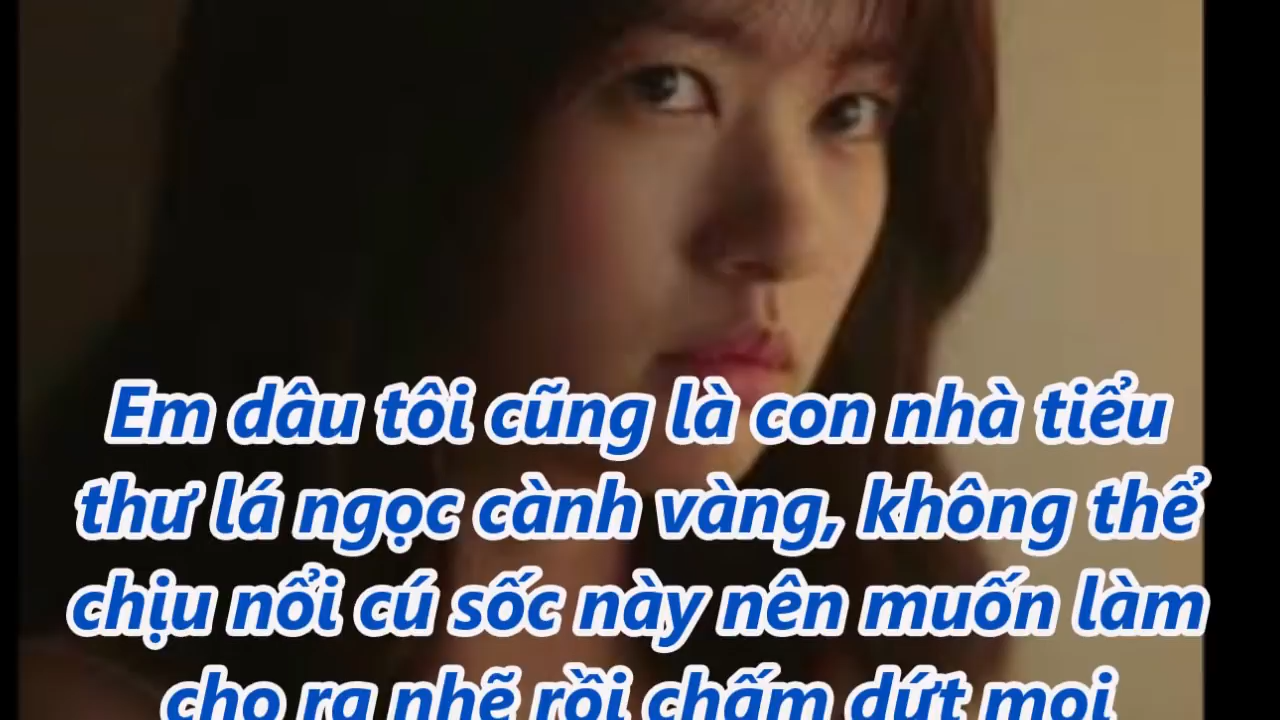 Em dâu tôi cũng là con nhà tiểu
thư lá ngọc cành vàng, không thể
chịu nổi cú sốc này nên muốn làm
cho ra nhẽ rồi chấm dứt mọi